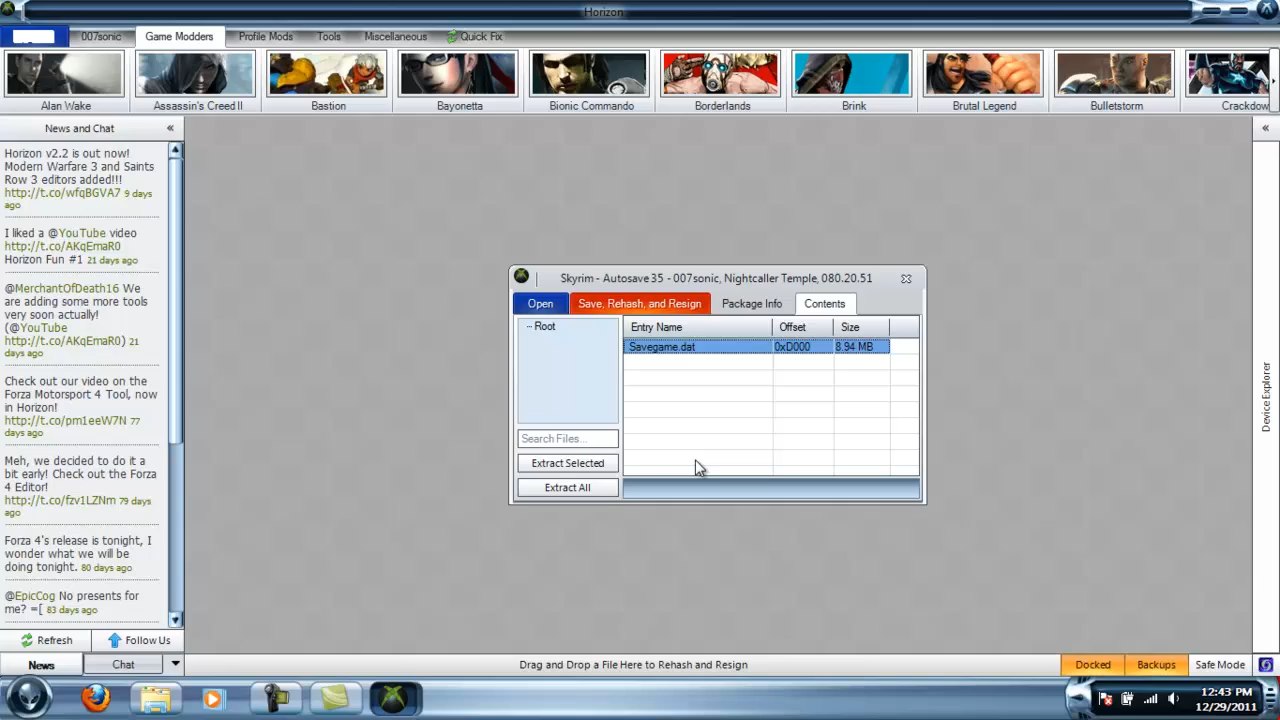 Horizon
007sonic
Game Modders
Profile Mods
Tools
Miscellaneous
Quick Fix
Alan Wake
Assassin's Creed II
Bastion
Bayonetta
Bionic Commando
Borderlands
Brink
Brutal Legend
Bulletstorm
Crackdow
News and Chat
«
«
Horizon v2.2 is out now!
Modern Warfare 3 and Saints
Row 3 editors added!!!
http://t.co/wfqBGVA7 9 days
ago
I liked a @YouTube video
http://t.co/AKqEmaR0
Horizon Fun #1 21 days ago
@MerchantOfDeath16 We
are adding some more tools
very soon actually!
(@YouTube
http://t.co/AKqEmaR0) 21
days ago
Check out our video on the
Forza Motorsport 4 Tool, now
in Horizon!
http://t.co/pm1eeW7N 77
days ago
Meh, we decided to do it a
bit early! Check out the Forza
4 Editor!
http://t.co/fzv1LZNm 79 days
ago
Forza 4's release is tonight, I
wonder what we will be
doing tonight. 80 days ago
@EpicCog No presents for
me? =[ 83 days ago
Refresh
Follow Us
News
Chat
Skyrim - Autosave35 - 007sonic, Nightcaller Temple, 080.20.51
Open
Save, Rehash, and Resign
Package Info
Contents
Root
Entry Name
Offset
Size
Savegame.dat
0xD000
8.94 MB
Search Files...
Extract Selected
Extract All
Device Explorer
Drag and Drop a File Here to Rehash and Resign
Docked
Backups
Safe Mode
12:43 PM
12/29/2011